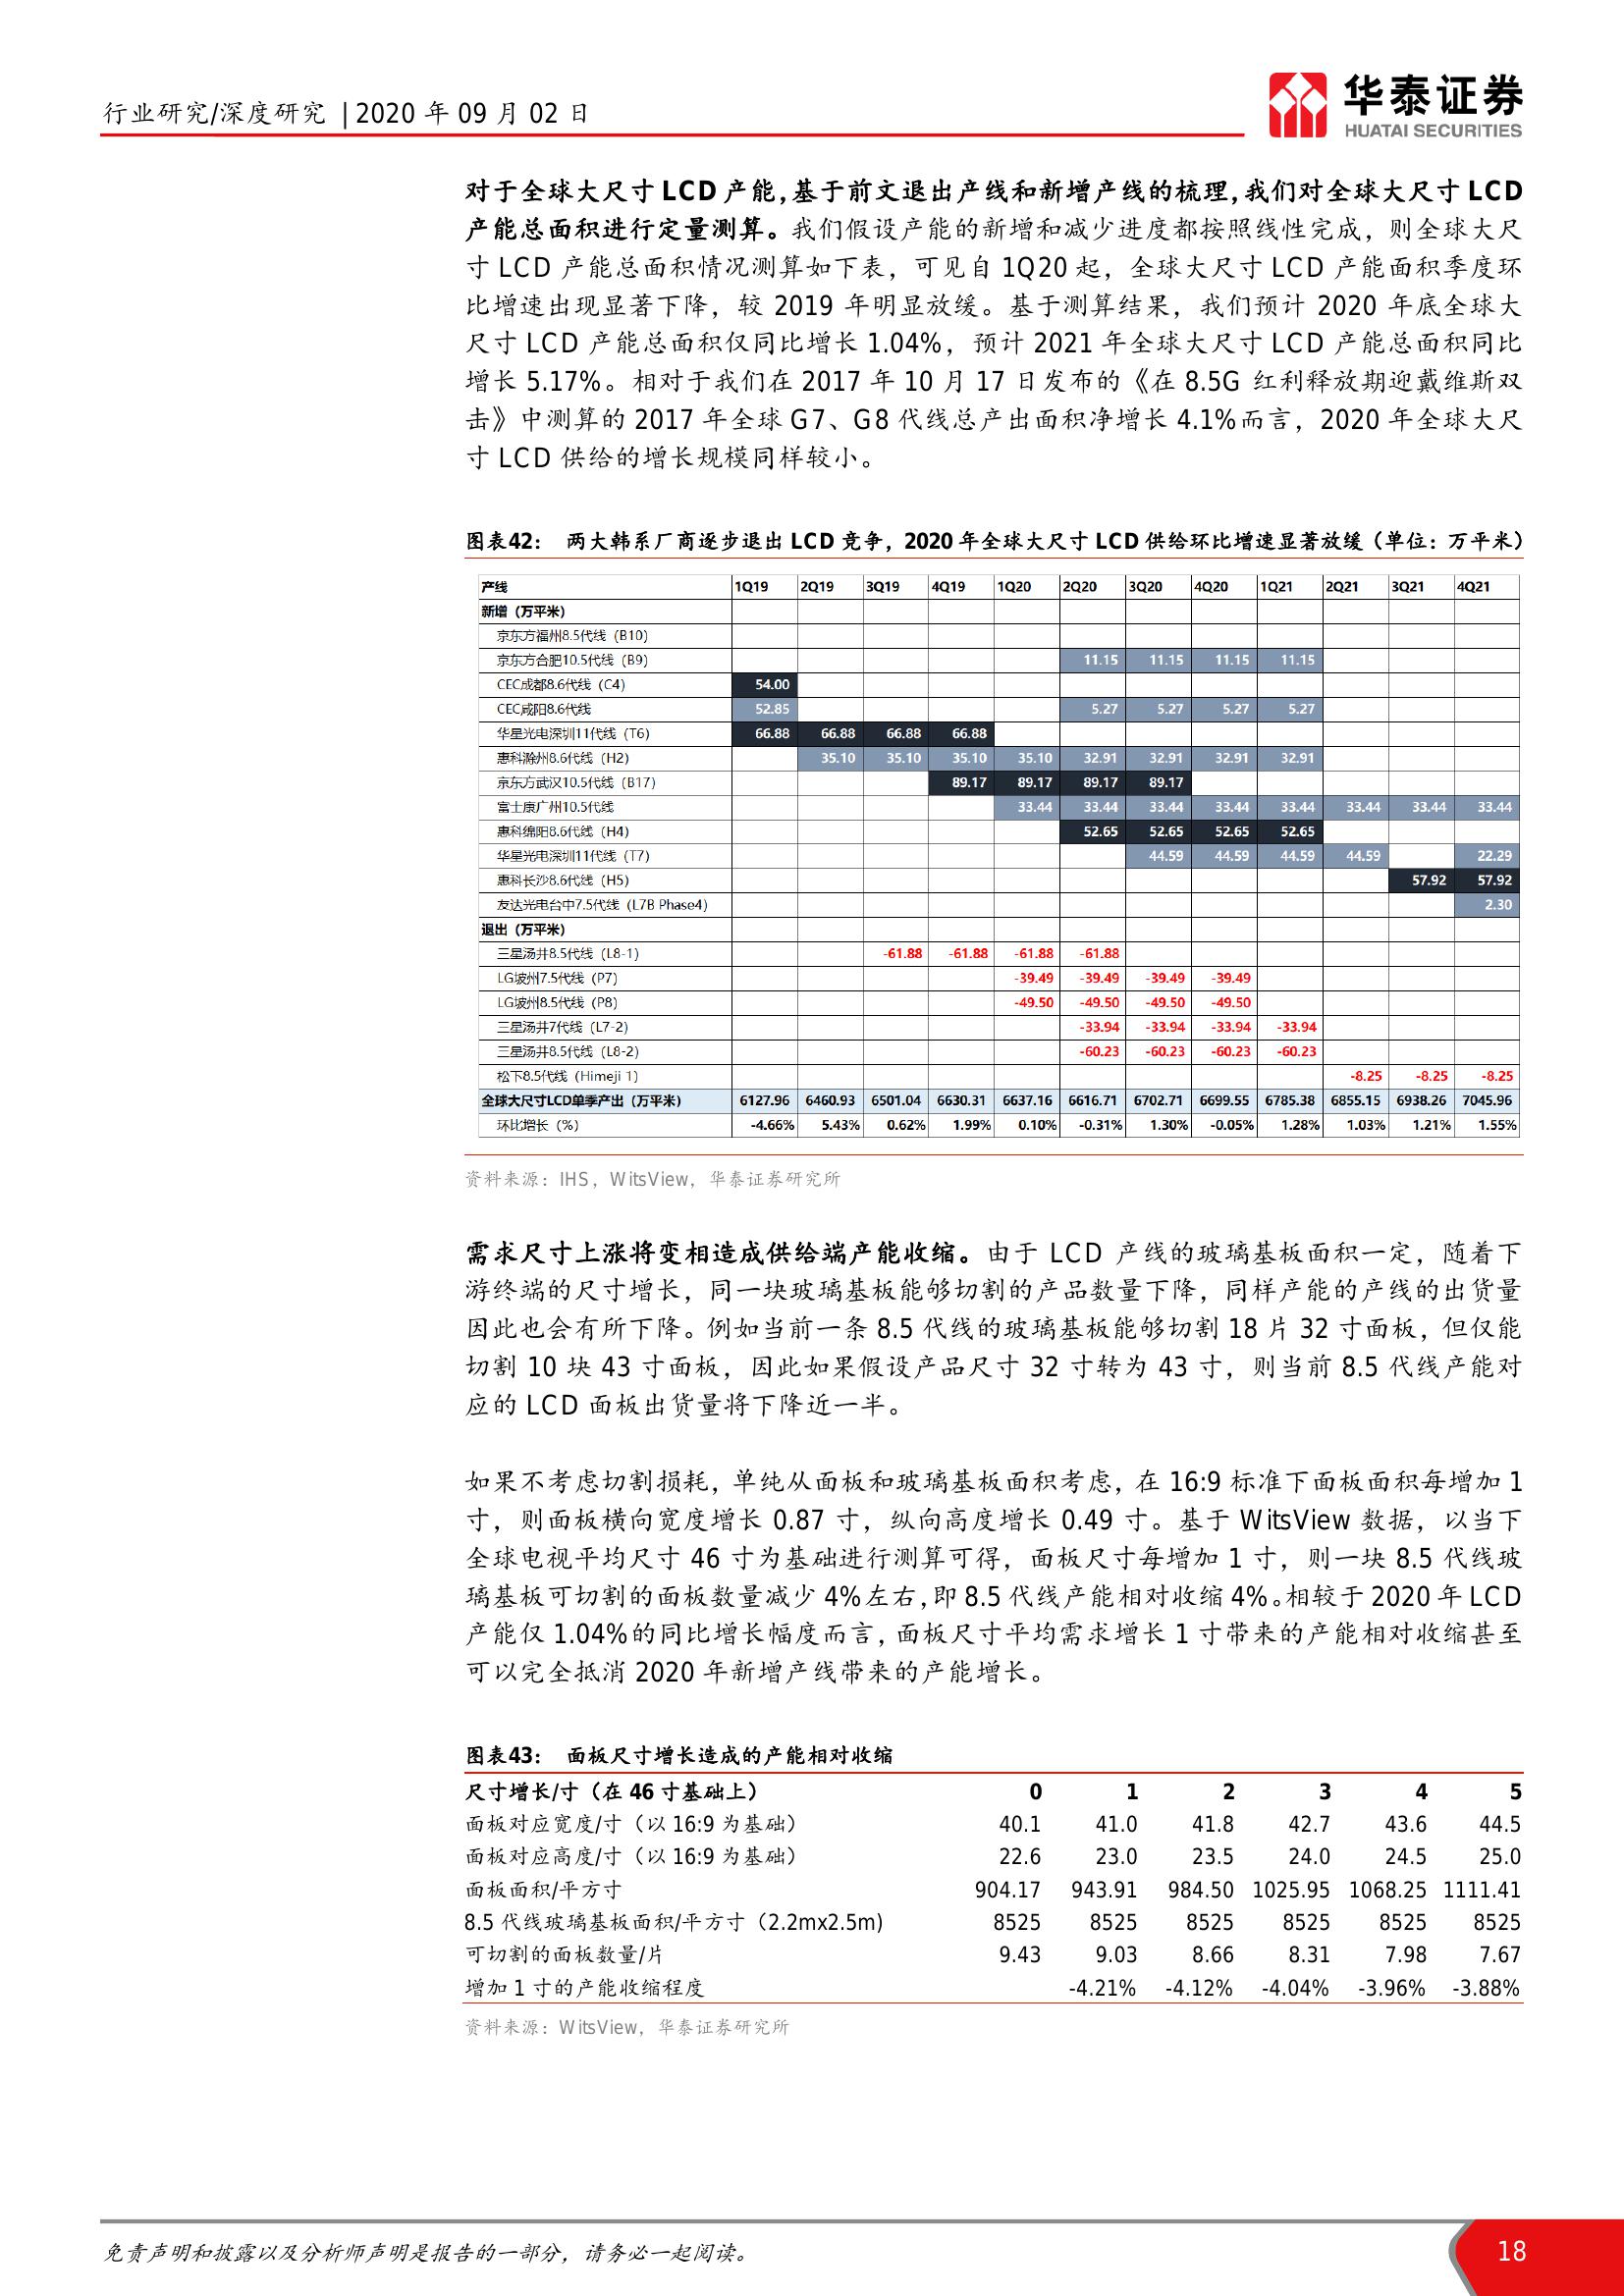 行业研究/深度研究 | 2020 年 09 月 02 日
华泰证券
HUATAI SECURITIES
对于全球大尺寸 LCD 产能,基于前文退出产线和新增产线的梳理,我们对全球大尺寸 LCD
产能总面积进行定量测算。我们假设产能的新增和减少进度都按照线性完成，则全球大尺
寸 LCD 产能总面积情况测算如下表，可见自 1Q20 起，全球大尺寸 LCD 产能面积季度环
比增速出现显著下降，较 2019 年明显放缓。基于测算结果，我们预计 2020 年底全球大
尺寸 LCD 产能总面积仅同比增长 1.04%，预计 2021 年全球大尺寸 LCD 产能总面积同比
增长 5.17%。相对于我们在 2017 年 10 月 17 日发布的《在 8.5G 红利释放期迎戴维斯双
击》中测算的 2017 年全球 G7、G8 代线总产出面积净增长 4.1%而言，2020 年全球大尺
寸 LCD 供给的增长规模同样较小。
图表42： 两大韩系厂商逐步退出 LCD 竞争，2020 年全球大尺寸 LCD 供给环比增速显著放缓（单位：万平米）
产线 1Q19 2Q19 3Q19 4Q19 1Q20 2Q20 3Q20 4Q20 1Q21 2Q21 3Q21 4Q21
新增（万平米）
京东方福州8.5代线（B10）
京东方合肥10.5代线（B9） 11.15 11.15 11.15 11.15
CEC成都8.6代线（C4） 54.00
CEC咸阳8.6代线 52.85 5.27 5.27 5.27 5.27
华星光电深圳11代线（T6） 66.88 66.88 66.88 66.88
惠科滁州8.6代线（H2） 35.10 35.10 35.10 35.10 32.91 32.91 32.91 32.91
京东方武汉10.5代线（B17） 89.17 89.17 89.17 89.17
富士康广州10.5代线 33.44 33.44 33.44 33.44 33.44 33.44 33.44 33.44
惠科绵阳8.6代线（H4） 52.65 52.65 52.65 52.65
华星光电深圳11代线（T7） 44.59 44.59 44.59 44.59 22.29
惠科长沙8.6代线（H5） 57.92 57.92
友达光电台中7.5代线（L7B Phase4） 2.30
退出（万平米）
三星汤井8.5代线（L8-1） -61.88 -61.88 -61.88 -61.88
LG坡州7.5代线（P7） -39.49 -39.49 -39.49 -39.49
LG坡州8.5代线（P8） -49.50 -49.50 -49.50 -49.50
三星汤井7代线（L7-2） -33.94 -33.94 -33.94 -33.94
三星汤井8.5代线（L8-2） -60.23 -60.23 -60.23 -60.23
松下8.5代线（Himeji 1） -8.25 -8.25 -8.25
全球大尺寸LCD单季产出（万平米） 6127.96 6460.93 6501.04 6630.31 6637.16 6616.71 6702.71 6699.55 6785.38 6855.15 6938.26 7045.96
环比增长（%） -4.66% 5.43% 0.62% 1.99% 0.10% -0.31% 1.30% -0.05% 1.28% 1.03% 1.21% 1.55%
资料来源：IHS，WitsView，华泰证券研究所
需求尺寸上涨将变相造成供给端产能收缩。由于 LCD 产线的玻璃基板面积一定，随着下
游终端的尺寸增长，同一块玻璃基板能够切割的产品数量下降，同样产能的产线的出货量
因此也会有所下降。例如当前一条 8.5 代线的玻璃基板能够切割 18 片 32 寸面板，但仅能
切割 10 块 43 寸面板，因此如果假设产品尺寸 32 寸转为 43 寸，则当前 8.5 代线产能对
应的 LCD 面板出货量将下降近一半。
如果不考虑切割损耗，单纯从面板和玻璃基板面积考虑，在 16:9 标准下面板面积每增加 1
寸，则面板横向宽度增长 0.87 寸，纵向高度增长 0.49 寸。基于 WitsView 数据，以当下
全球电视平均尺寸 46 寸为基础进行测算可得，面板尺寸每增加 1 寸，则一块 8.5 代线玻
璃基板可切割的面板数量减少 4%左右,即 8.5 代线产能相对收缩 4%。相较于 2020 年 LCD
产能仅 1.04%的同比增长幅度而言，面板尺寸平均需求增长 1 寸带来的产能相对收缩甚至
可以完全抵消 2020 年新增产线带来的产能增长。
图表43： 面板尺寸增长造成的产能相对收缩
尺寸增长/寸（在 46 寸基础上） 0 1 2 3 4 5
面板对应宽度/寸（以 16:9 为基础） 40.1 41.0 41.8 42.7 43.6 44.5
面板对应高度/寸（以 16:9 为基础） 22.6 23.0 23.5 24.0 24.5 25.0
面板面积/平方寸 904.17 943.91 984.50 1025.95 1068.25 1111.41
8.5 代线玻璃基板面积/平方寸（2.2mx2.5m) 8525 8525 8525 8525 8525 8525
可切割的面板数量/片 9.43 9.03 8.66 8.31 7.98 7.67
增加 1 寸的产能收缩程度 -4.21% -4.12% -4.04% -3.96% -3.88%
资料来源：WitsView，华泰证券研究所
免责声明和披露以及分析师声明是报告的一部分，请务必一起阅读。
18